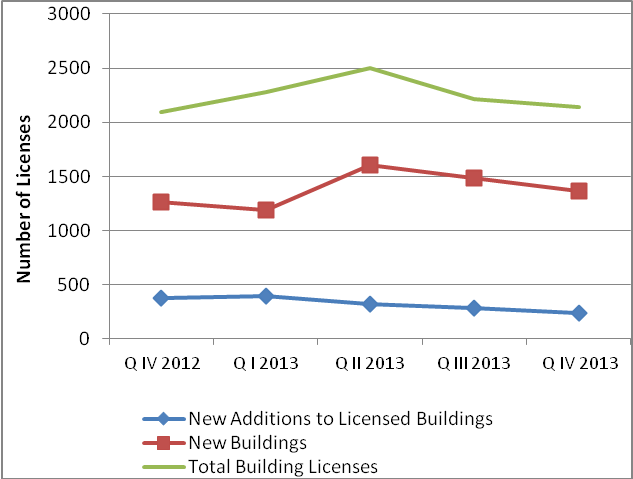 3000
2500
2000
1500
1000
500
0
Number of Licenses
Q IV 2012 Q I 2013 Q II 2013 Q III 2013 Q IV 2013
New Additions to Licensed Buildings
New Buildings
Total Building Licenses